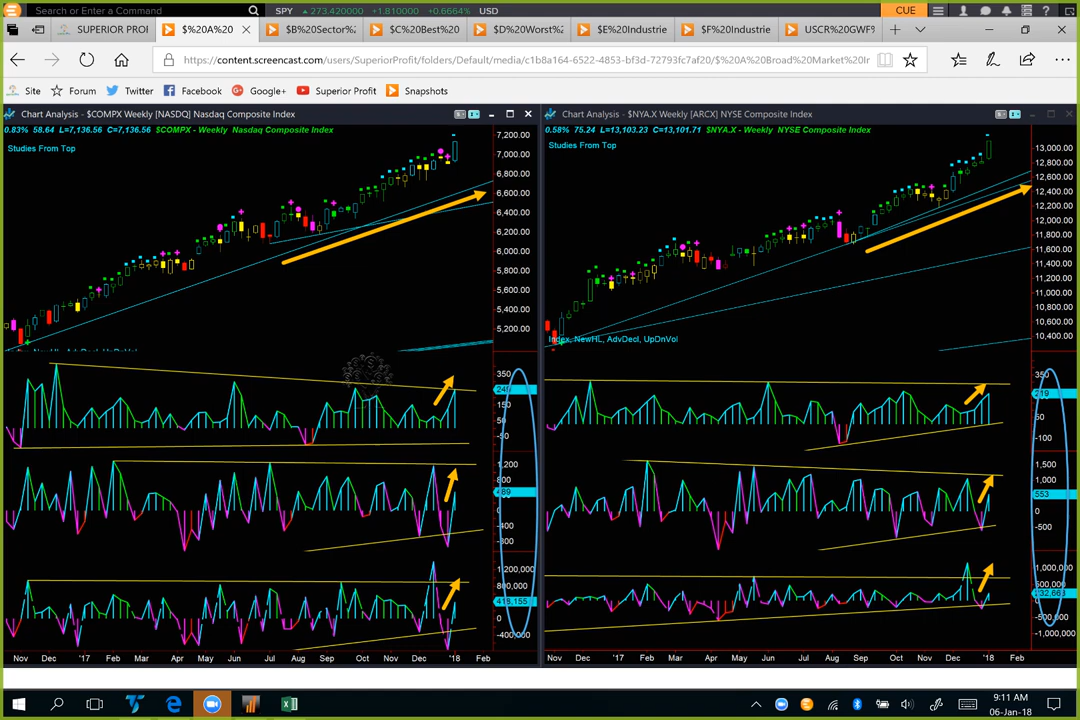 Search or Enter a Command
SPY ▲273.420000 +1.810000 +0.6664% USD
CUE
SUPERIOR PROF
$%20A%20
$B%20Sector%
$C%20Best%20
$D%20Worst%2
$E%20Industrie
$F%20Industrie
USCR%20GWF9
https://content.screencast.com/users/SuperiorProfit/folders/Default/media/c1b8a164-6522-4853-bf3d-72793fc7af20/$%20A%20Broad%20Market%20Ir
Site
Forum
Twitter
Facebook
Google+
Superior Profit
Snapshots
Chart Analysis - $COMPX Weekly [NASDQ] Nasdaq Composite Index
0.83% 58.64 L=7,136.56 C=7,136.56 $COMPX - Weekly Nasdaq Composite Index
Studies From Top
7,200.00
7,000.00
6,800.00
6,600.00
6,400.00
6,200.00
6,000.00
5,800.00
5,600.00
5,400.00
5,200.00
350
150
50
-50
1,200
800
0
-400
-800
1,200,000
800,000
0
-400,000
Nov Dec '17 Feb Mar Apr May Jun Jul Aug Sep Oct Nov Dec '18 Feb
Chart Analysis - $NYA.X Weekly [ARCX] NYSE Composite Index
0.58% 75.24 L=13,103.23 C=13,101.71 $NYA.X - Weekly NYSE Composite Index
Studies From Top
13,000.00
12,800.00
12,400.00
12,200.00
12,000.00
11,800.00
11,600.00
11,400.00
11,200.00
11,000.00
10,800.00
10,600.00
10,400.00
Index, NewHL, AdvDecl, UpDnVol
350
219
50
-100
1,500
1,000
553
0
-500
1,000,000
500,000
-500,000
-1,000,000
Nov Dec '17 Feb Mar Apr May Jun Jul Aug Sep Oct Nov Dec '18 Feb
9:11 AM
06-Jan-18